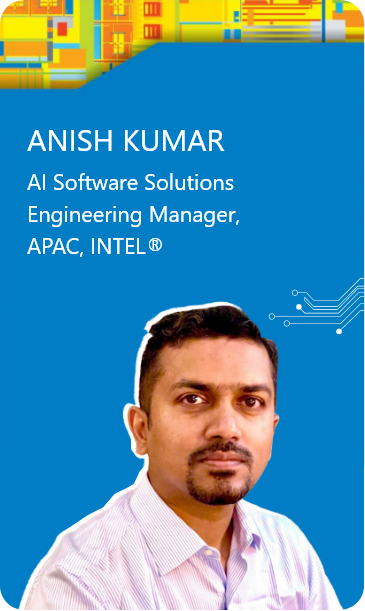 ANISH KUMAR
AI Software Solutions
Engineering Manager,
APAC, INTEL®